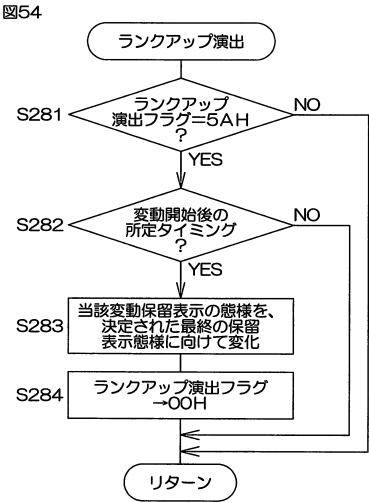 図54
ランクアップ演出
S281
ランクアップ
演出フラグ=5AH
?
NO
YES
S282
変動開始後の
所定タイミング
?
NO
YES
S283
当該変動保留表示の態様を、
決定された最終の保留
表示態様に向けて変化
S284
ランクアップ演出フラグ
→00H
リターン